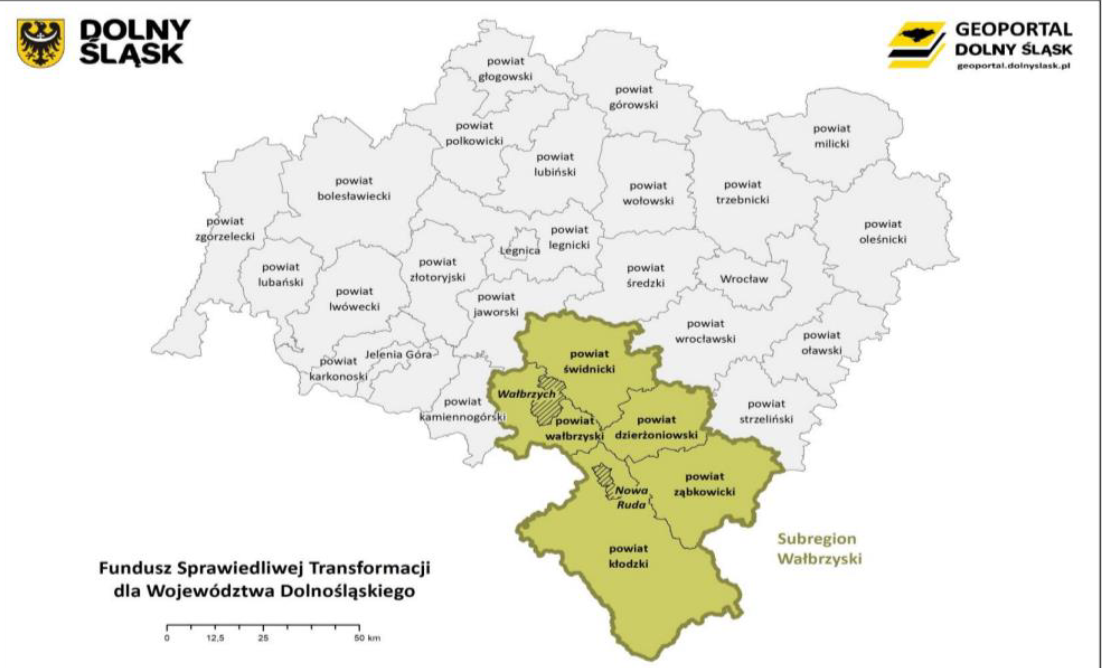 DOLNY
ŚLĄSK
GEOPORTAL
DOLNY ŚLĄSK
geoportal.dolnyslask.pl
powiat
głogowski
powiat
górowski
powiat
polkowicki
powiat
milicki
powiat
lubiński
powiat
bolesławiecki
powiat
wołowski
powiat
trzebnicki
powiat
zgorzelecki
powiat
oleśnicki
Legnica
powiat
legnicki
powiat
lubański
powiat
złotoryjski
powiat
średzki
Wrocław
powiat
lwówecki
powiat
jaworski
powiat
wrocławski
powiat
oławski
powiat
karkonoski
Jelenia Góra
powiat
świdnicki
Wałbrzych
powiat
kamiennogórski
powiat
wałbrzyski
powiat
dzierżoniowski
powiat
strzeliński
powiat
ząbkowicki
Nowa
Ruda
powiat
kłodzki
Subregion
Wałbrzyski
Fundusz Sprawiedliwej Transformacji
dla Województwa Dolnośląskiego
0 12,5 25 50 km